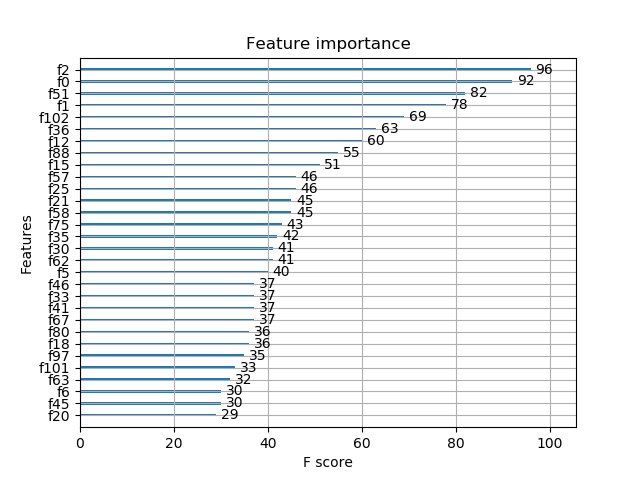 Feature importance
f2 96
f0 92
f51 82
f1 78
f102 69
f36 63
f12 60
f88 55
f15 51
f57 46
f25 46
f21 45
f58 45
f75 43
f35 42
f30 41
f62 41
f5 40
f46 37
f33 37
f41 37
f67 37
f80 36
f18 36
f97 35
f101 33
f63 32
f6 30
f45 30
f20 29
Features
0 20 40 60 80 100
F score